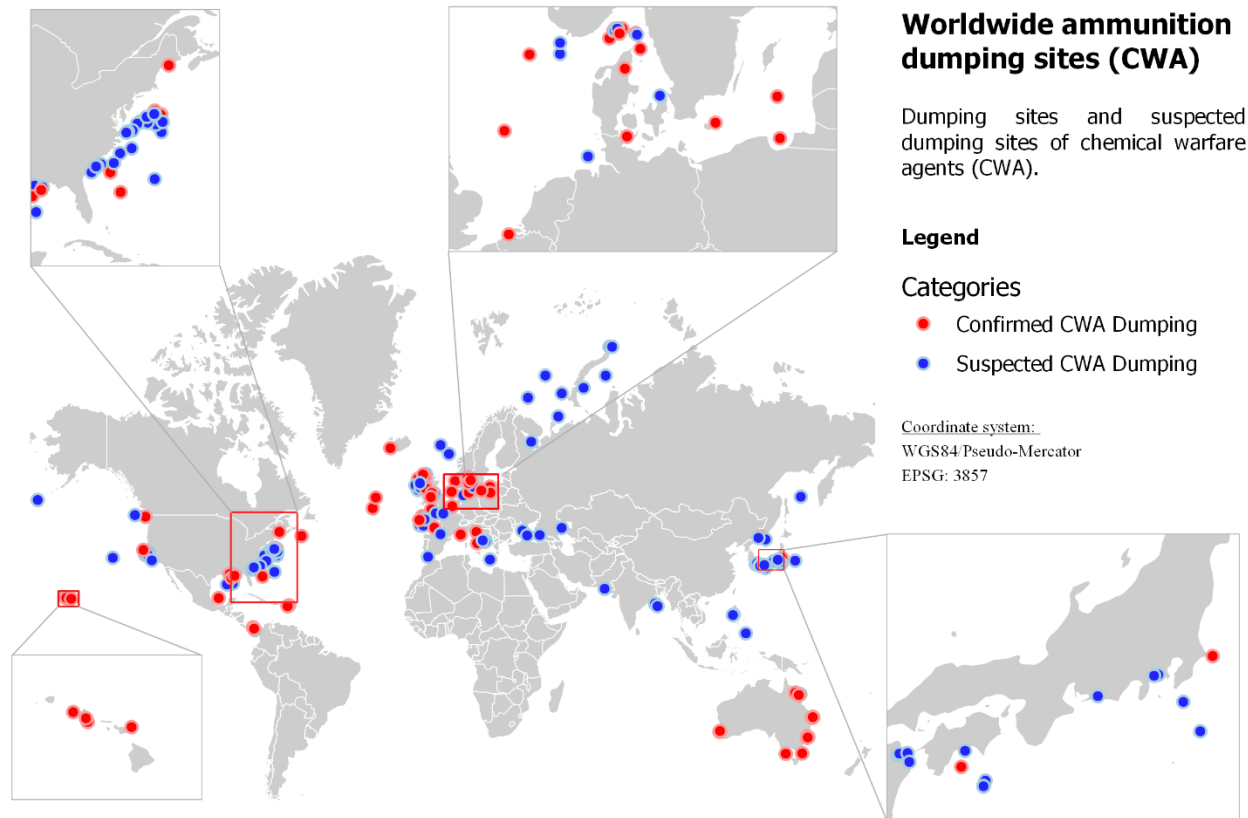 Worldwide ammunition
dumping sites (CWA)
Dumping sites and suspected
dumping sites of chemical warfare
agents (CWA).
Legend
Categories
Confirmed CWA Dumping
Suspected CWA Dumping
Coordinate system:
WGS84/Pseudo-Mercator
EPSG: 3857